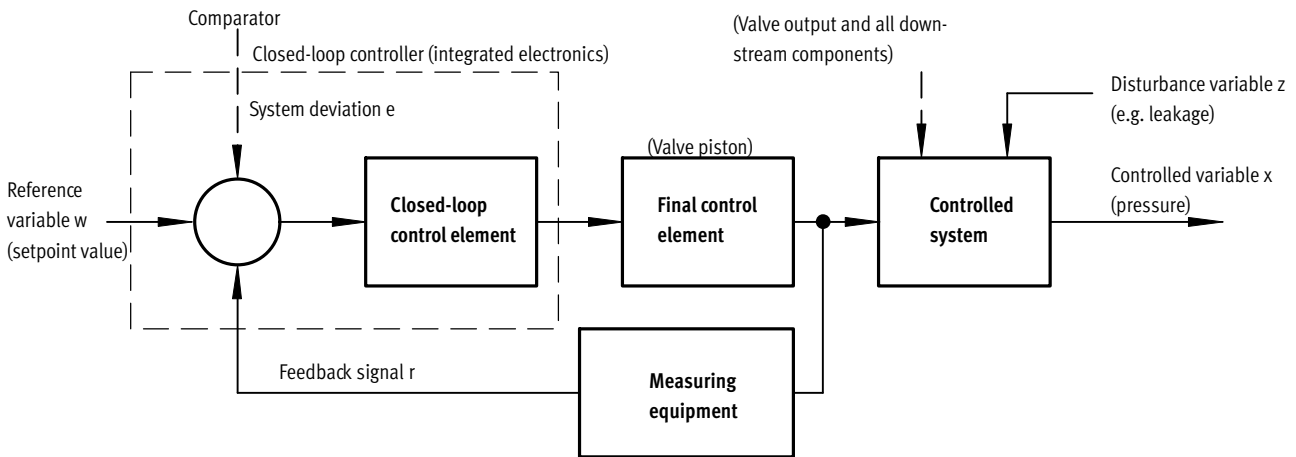 Comparator
Closed-loop controller (integrated electronics)
System deviation e
(Valve output and all down-
stream components)
Disturbance variable z
(e.g. leakage)
Reference
variable w
(setpoint value)
Closed-loop
control element
(Valve piston)
Final control
element
Controlled
system
Controlled variable x
(pressure)
Feedback signal r
Measuring
equipment